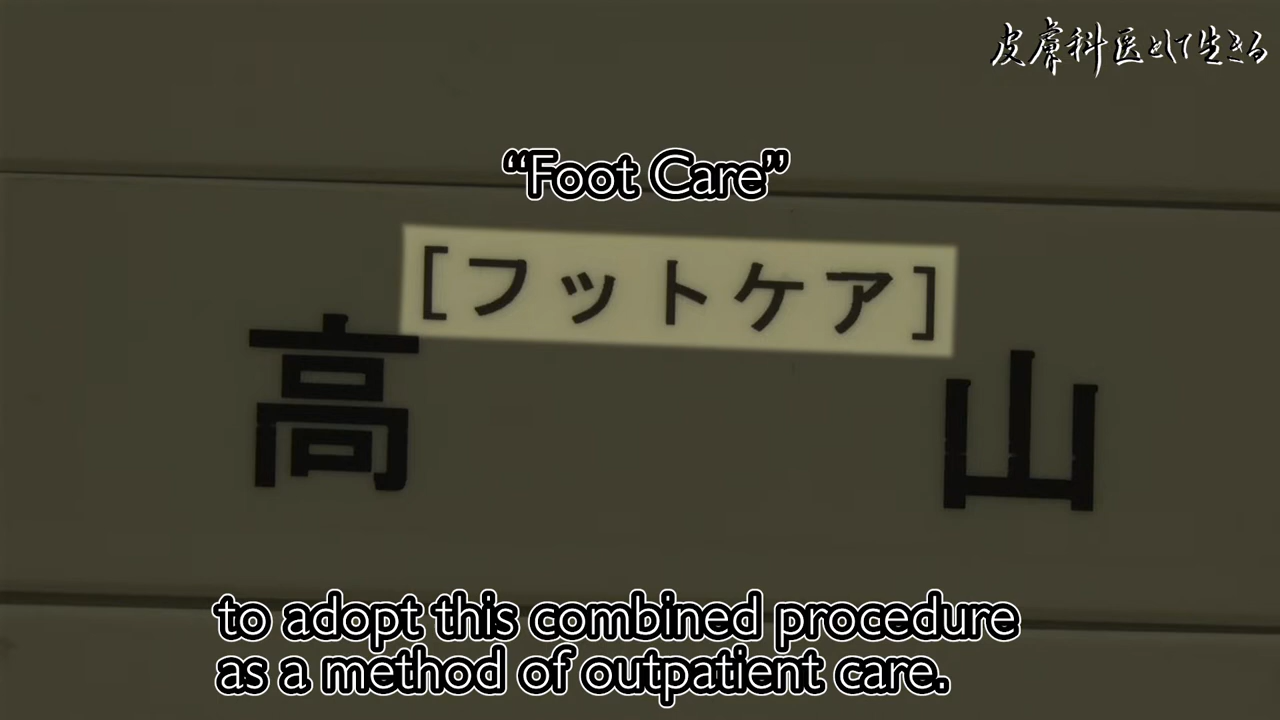 皮膚科医として生きる
“Foot Care”
[フットケア]
高山
to adopt this combined procedure
as a method of outpatient care.